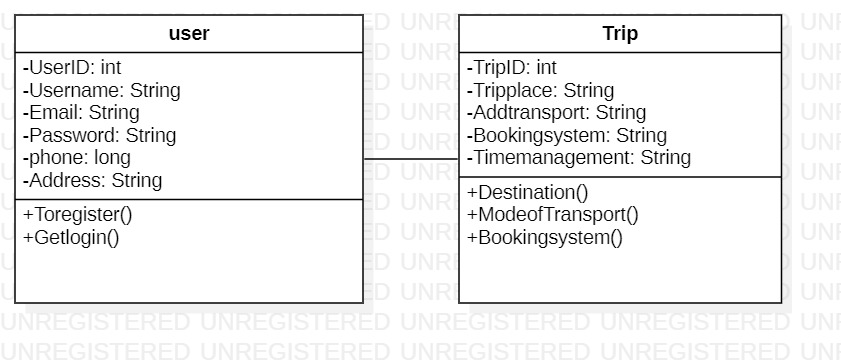 user
-UserID: int
-Username: String
-Email: String
-Password: String
-phone: long
-Address: String
+Toregister()
+Getlogin()
Trip
-TripID: int
-Tripplace: String
-Addtransport: String
-Bookingsystem: String
-Timemanagement: String
+Destination()
+ModeofTransport()
+Bookingsystem()
UNREGISTERED UNREGISTERED UNREGISTERED UNREGISTERED UNR
UNREGISTERED UNREGISTERED UNREGISTERED UNREGISTERED UNR